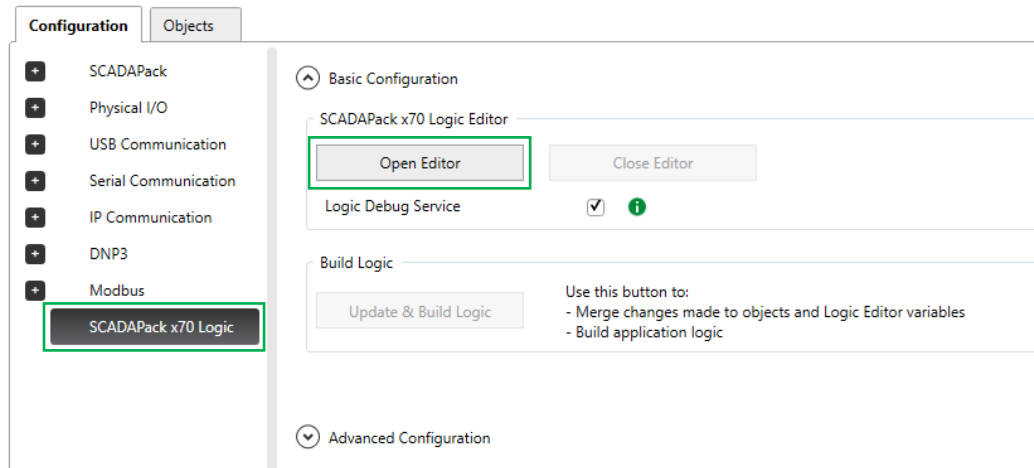 Configuration
Objects
SCADAPack
Physical I/O
USB Communication
Serial Communication
IP Communication
DNP3
Modbus
SCADAPack x70 Logic
Basic Configuration
SCADAPack x70 Logic Editor
Open Editor
Close Editor
Logic Debug Service
Build Logic
Update & Build Logic
Use this button to:
- Merge changes made to objects and Logic Editor variables
- Build application logic
Advanced Configuration